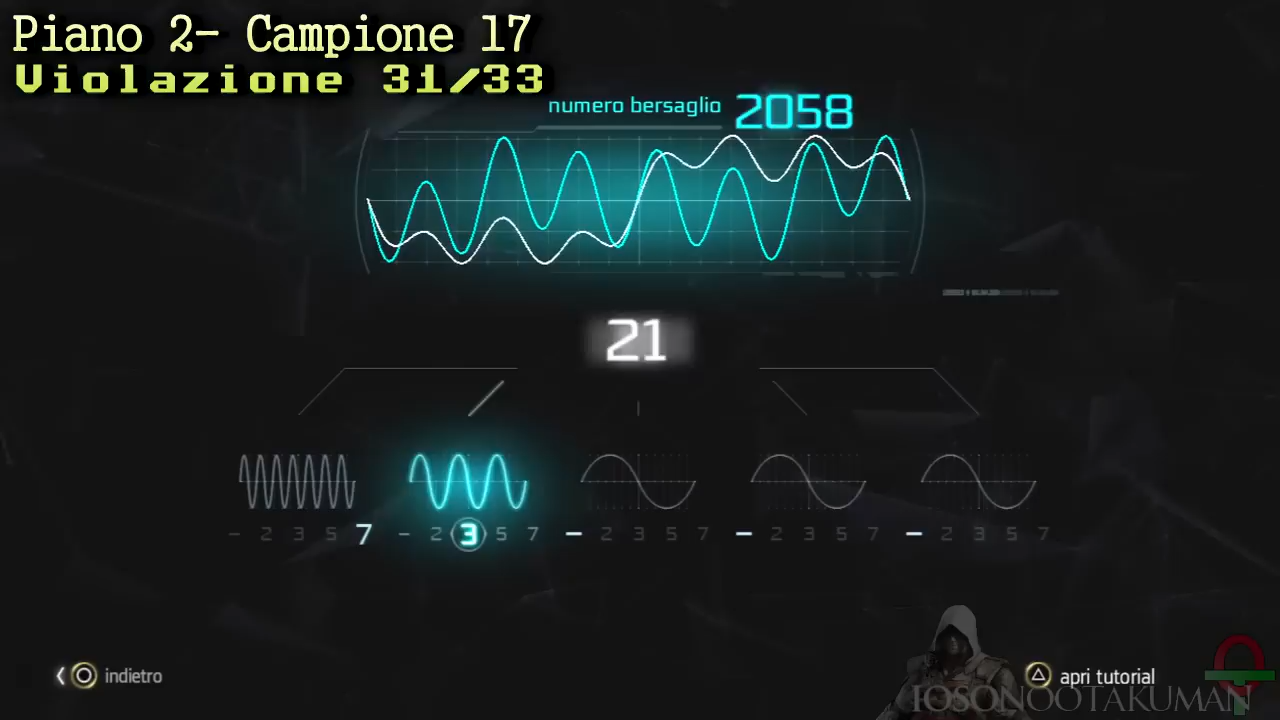 Piano 2- Campione 17
Violazione 31/33
numero bersaglio 2058
21
– 2 3 5 7 – 2 3 5 7 – 2 3 5 7 – 2 3 5 7 – 2 3 5 7
indietro
apri tutorial
IOSONOOTAKUMAN